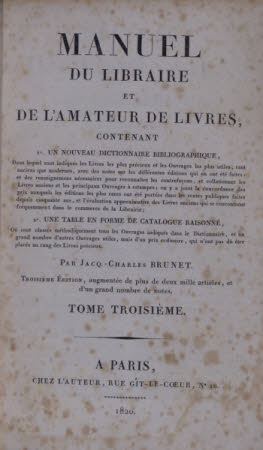 MANUEL
DU LIBRAIRE
ET
DE L'AMATEUR DE LIVRES,
CONTENANT
1°. UN NOUVEAU DICTIONNAIRE BIBLIOGRAPHIQUE,
Dans lequel sont indiqués les Livres les plus précieux et les Ouvrages les plus utiles, tant
anciens que modernes, avec des notes sur les différentes éditions qui en ont été faites;
et des renseignemens nécessaires pour reconnaître les contrefaçons, et collationner les
Livres anciens et les principaux Ouvrages à estampes; on y a joint la concordance des
prix auxquels les éditions les plus rares ont été portées dans les ventes publiques faites
depuis cinquante ans, et l'évaluation approximative des Livres anciens qui se rencontrent
fréquemment dans le commerce de la Librairie;
2°. UNE TABLE EN FORME DE CATALOGUE RAISONNÉ,
Où sont classés méthodiquement tous les Ouvrages indiqués dans le Dictionnaire, et un
grand nombre d'autres Ouvrages utiles, mais d'un prix ordinaire, qui n'ont pas dû être
placés au rang des Livres précieux.
PAR JACQ.-CHARLES BRUNET.
TROISIÈME ÉDITION, augmentée de plus de deux mille articles, et
d'un grand nombre de notes.
TOME TROISIÈME.
A PARIS,
CHEZ L'AUTEUR, RUE GÎT-LE-CŒUR, N°
1820.